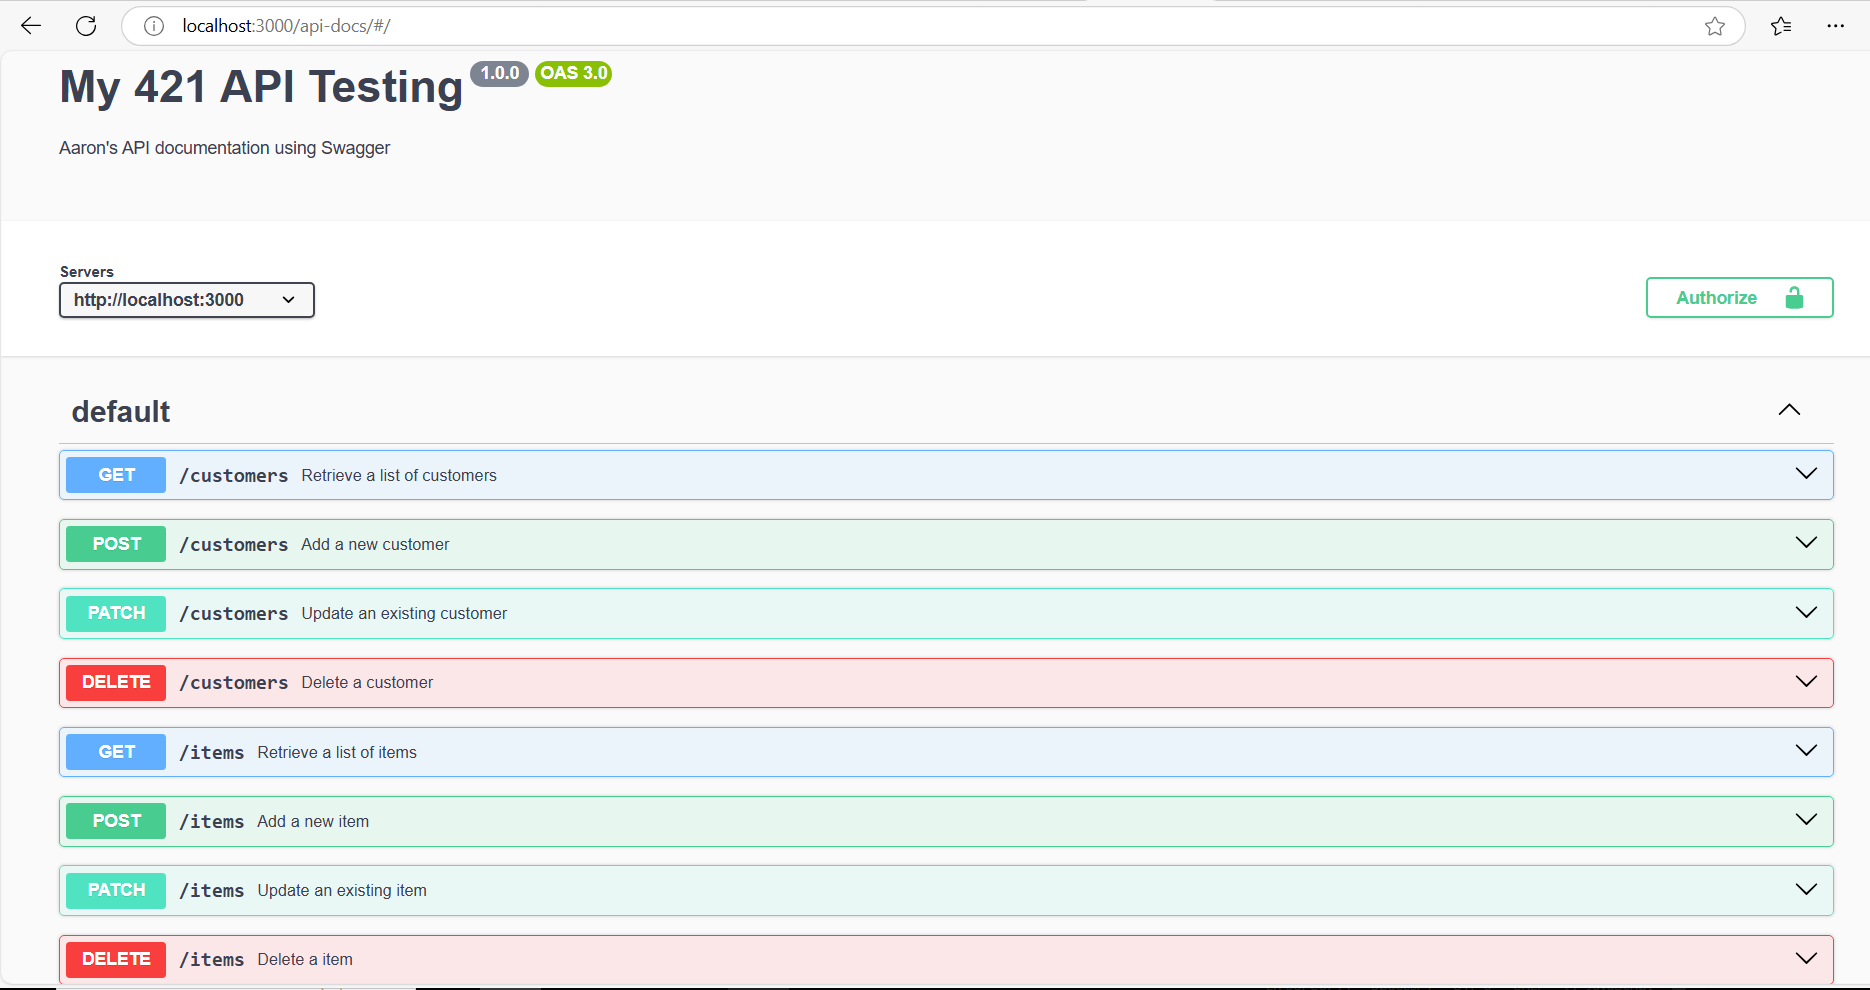 localhost:3000/api-docs/#/
My 421 API Testing 1.0.0 OAS 3.0
Aaron's API documentation using Swagger
Servers
http://localhost:3000
Authorize
default
GET /customers Retrieve a list of customers
POST /customers Add a new customer
PATCH /customers Update an existing customer
DELETE /customers Delete a customer
GET /items Retrieve a list of items
POST /items Add a new item
PATCH /items Update an existing item
DELETE /items Delete a item